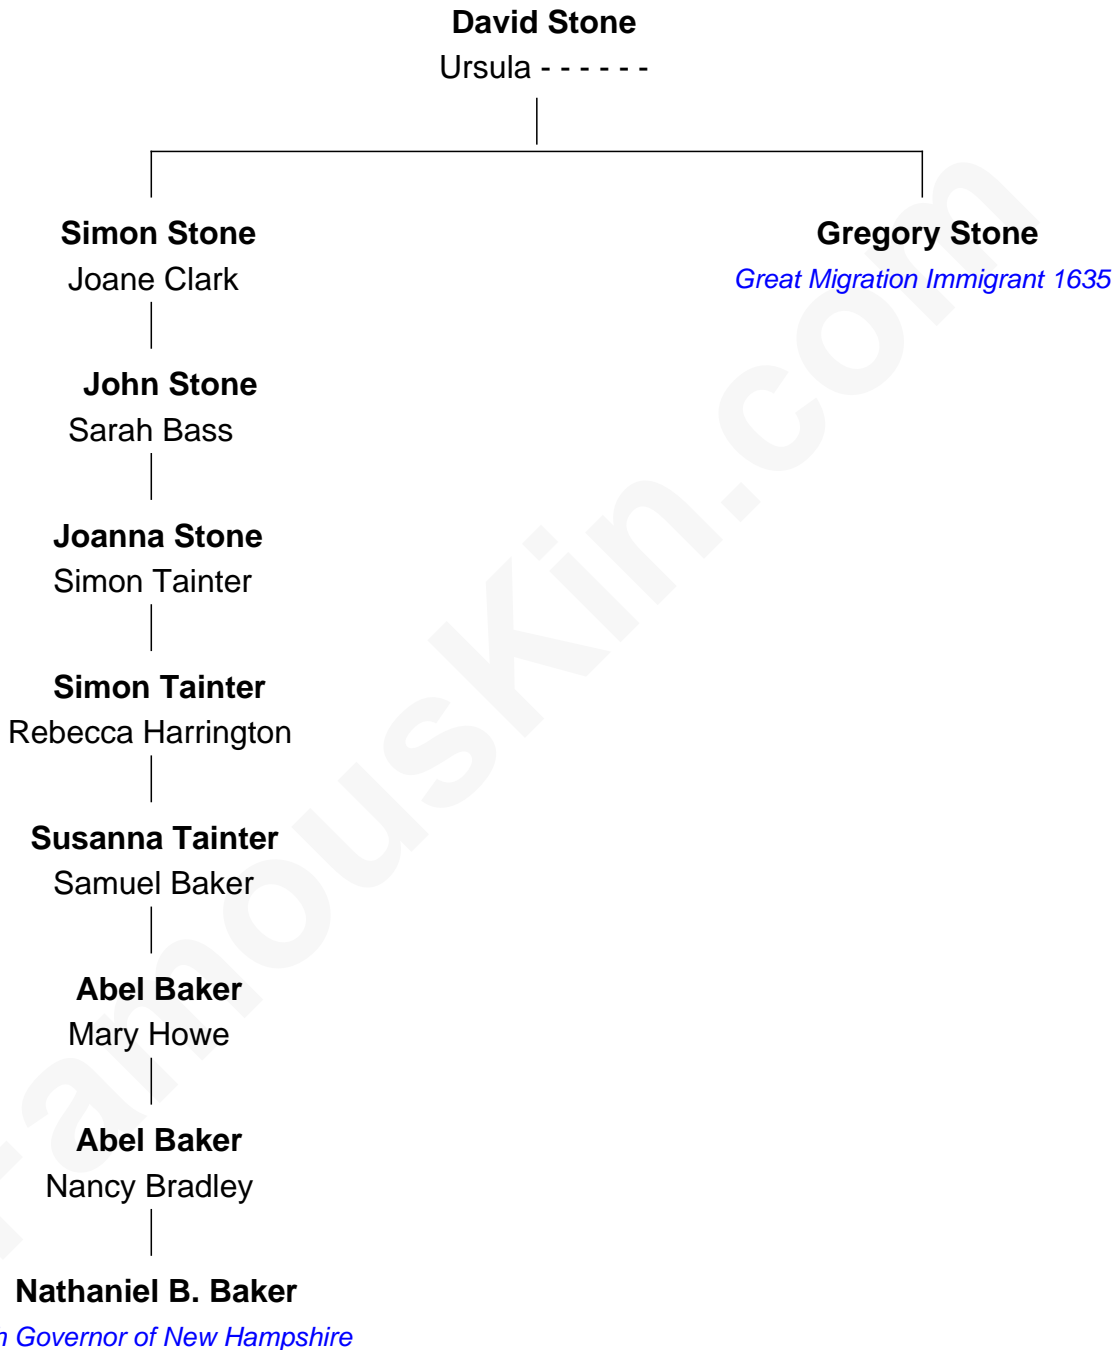 David Stone
Ursula - - - - - -
Simon Stone
Joane Clark
Gregory Stone
Great Migration Immigrant 1635
John Stone
Sarah Bass
Joanna Stone
Simon Tainter
Simon Tainter
Rebecca Harrington
Susanna Tainter
Samuel Baker
Abel Baker
Mary Howe
Abel Baker
Nancy Bradley
Nathaniel B. Baker
Governor of New Hampshire
FamousKin.com